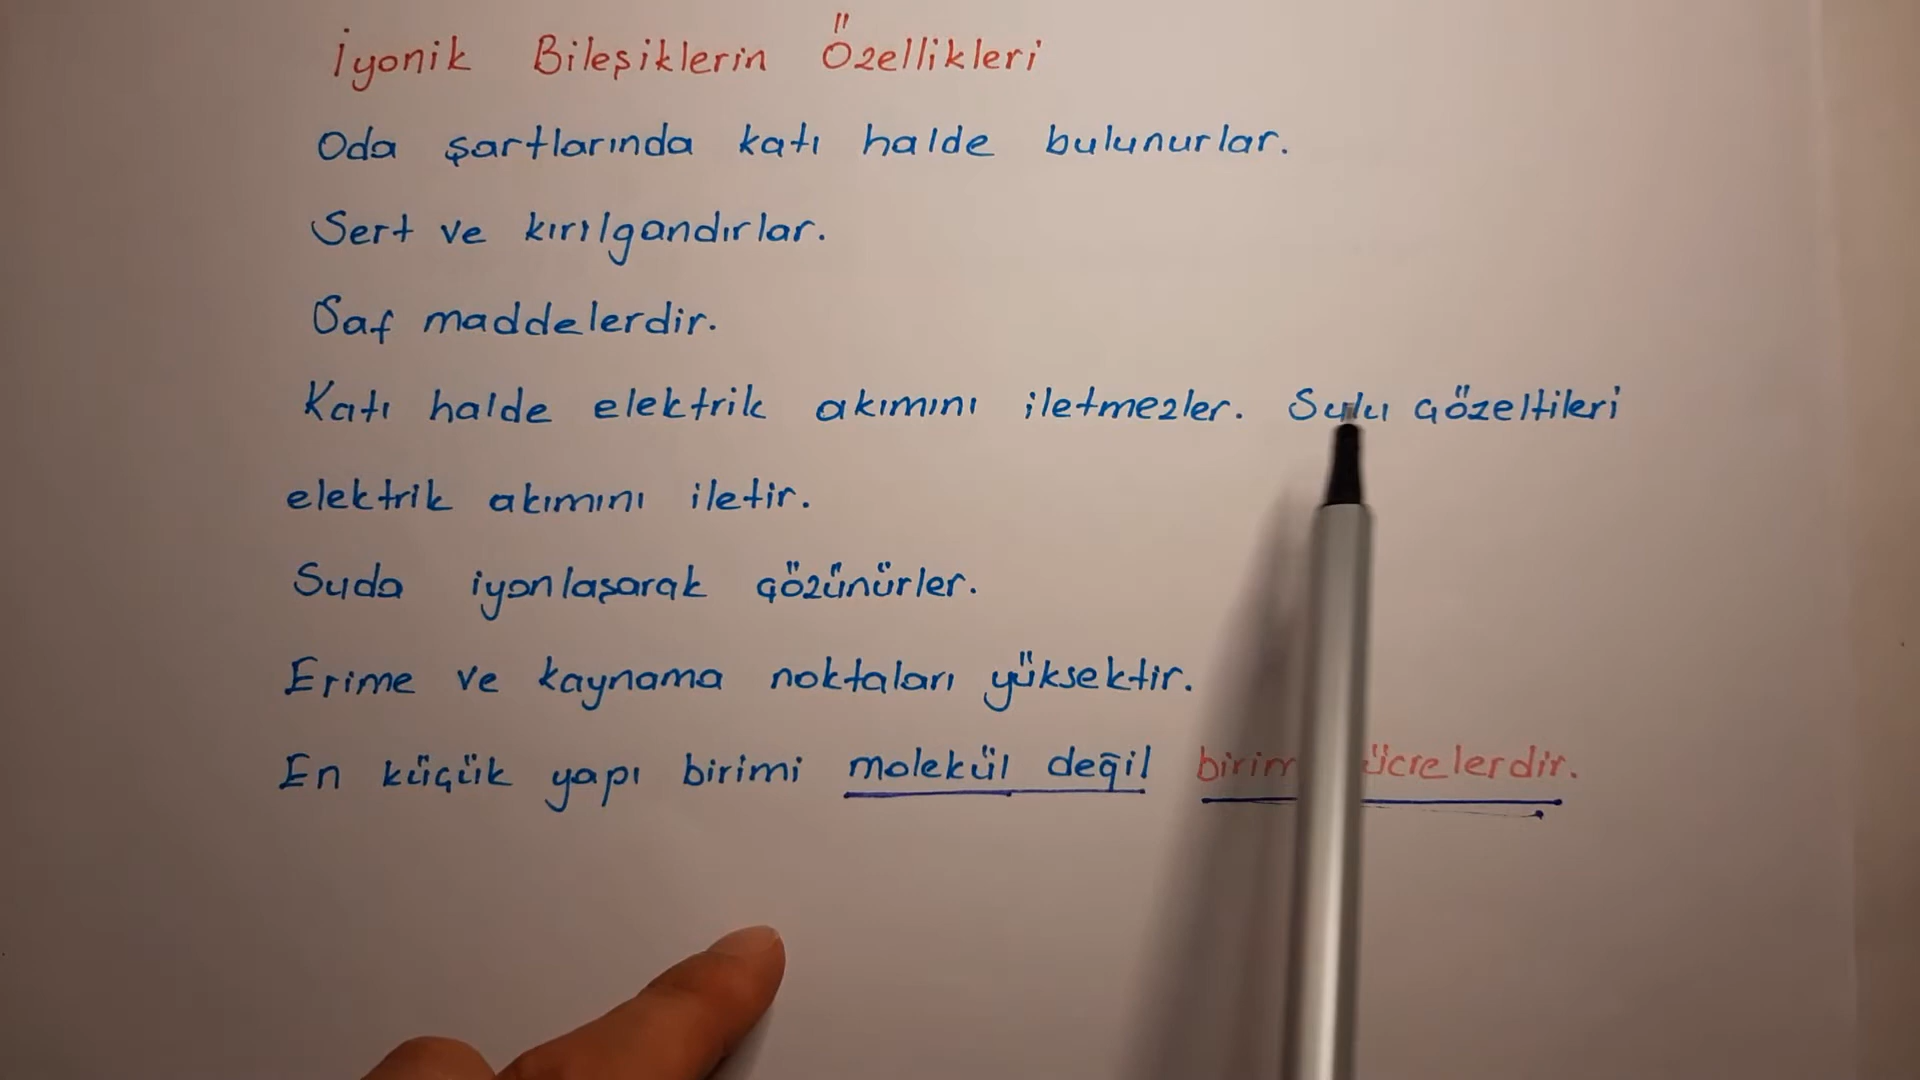 İyonik Bileşiklerin Özellikleri
Oda şartlarında katı halde bulunurlar.
Sert ve kırılgandırlar.
Saf maddelerdir.
Katı halde elektrik akımını iletmezler. Sulu çözeltileri
elektrik akımını iletir.
Suda iyonlaşarak çözünürler.
Erime ve kaynama noktaları yüksektir.
En küçük yapı birimi molekül değil